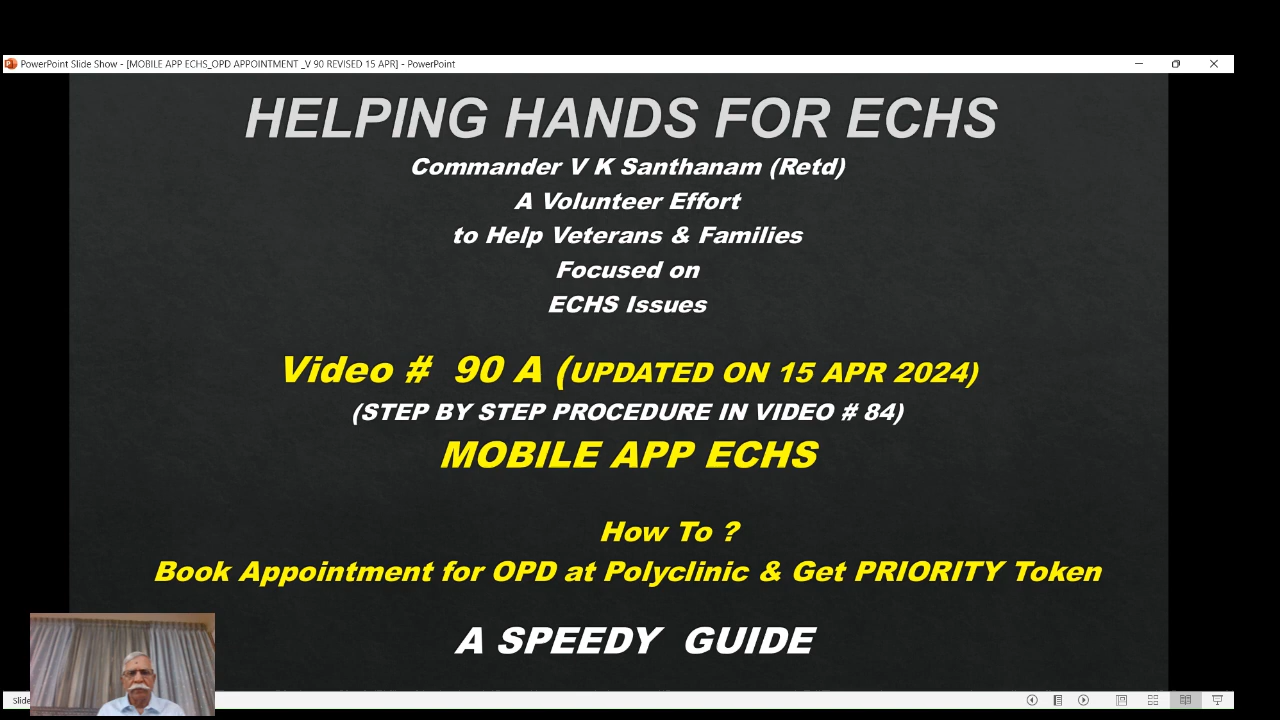 PowerPoint Slide Show - [MOBILE APP ECHS_OPD APPOINTMENT _V 90 REVISED 15 APR] - PowerPoint
HELPING HANDS FOR ECHS
Commander V K Santhanam (Retd)
A Volunteer Effort
to Help Veterans & Families
Focused on
ECHS Issues
Video # 90 A (UPDATED ON 15 APR 2024)
(STEP BY STEP PROCEDURE IN VIDEO # 84)
MOBILE APP ECHS
How To ?
Book Appointment for OPD at Polyclinic & Get PRIORITY Token
A SPEEDY GUIDE